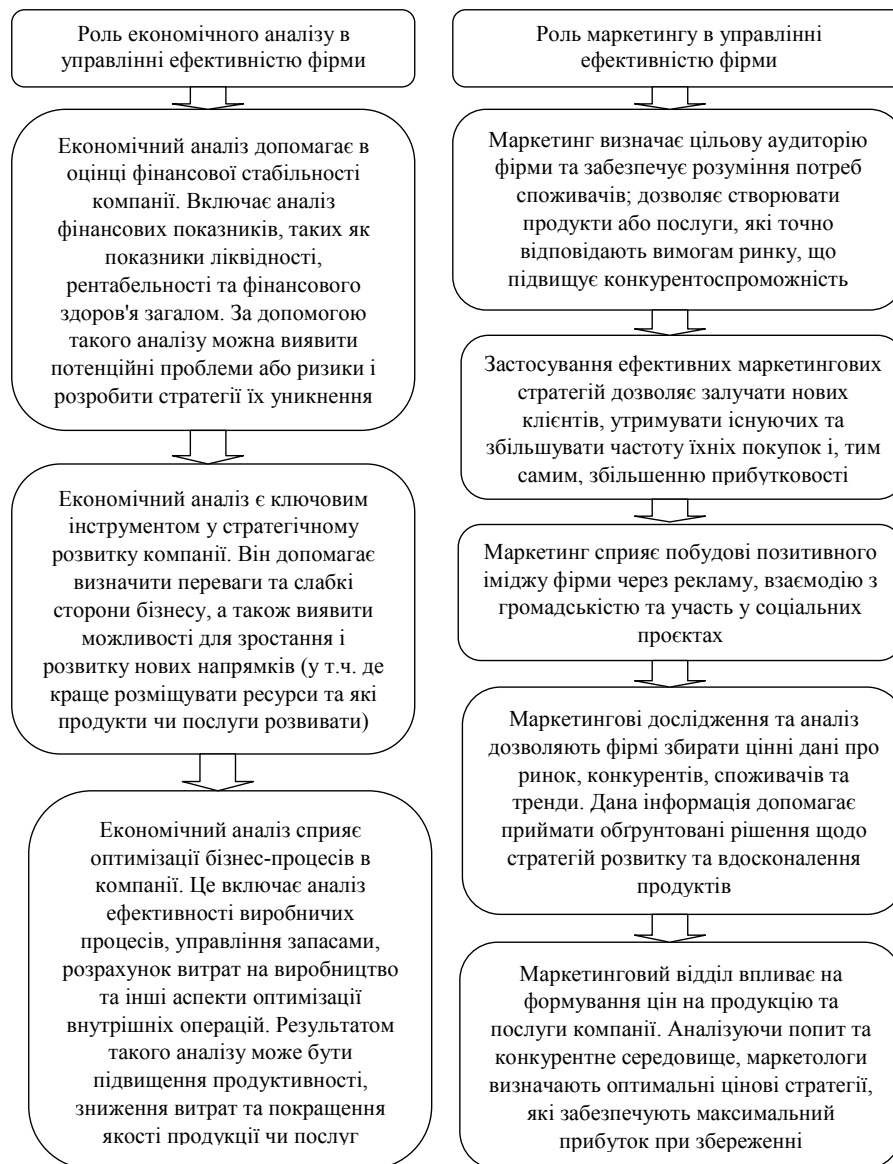 Роль економічного аналізу в
управлінні ефективністю фірми
Економічний аналіз допомагає в
оцінці фінансової стабільності
компанії. Включає аналіз
фінансових показників, таких як
показники ліквідності,
рентабельності та фінансового
здоров'я загалом. За допомогою
такого аналізу можна виявити
потенційні проблеми або ризики і
розробити стратегії їх уникнення
Економічний аналіз є ключовим
інструментом у стратегічному
розвитку компанії. Він допомагає
визначити переваги та слабкі
сторони бізнесу, а також виявити
можливості для зростання і
розвитку нових напрямків (у т.ч. де
краще розміщувати ресурси та які
продукти чи послуги розвивати)
Економічний аналіз сприяє
оптимізації бізнес-процесів в
компанії. Це включає аналіз
ефективності виробничих
процесів, управління запасами,
розрахунок витрат на виробництво
та інші аспекти оптимізації
внутрішніх операцій. Результатом
такого аналізу може бути
підвищення продуктивності,
зниження витрат та покращення
якості продукції чи послуг
Роль маркетингу в управлінні
ефективністю фірми
Маркетинг визначає цільову аудиторію
фірми та забезпечує розуміння потреб
споживачів; дозволяє створювати
продукти або послуги, які точно
відповідають вимогам ринку, що
підвищує конкурентоспроможність
Застосування ефективних маркетингових
стратегій дозволяє залучати нових
клієнтів, утримувати існуючих та
збільшувати частоту їхніх покупок і, тим
самим, збільшенню прибутковості
Маркетинг сприяє побудові позитивного
іміджу фірми через рекламу, взаємодію з
громадськістю та участь у соціальних
проєктах
Маркетингові дослідження та аналіз
дозволяють фірмі збирати цінні дані про
ринок, конкурентів, споживачів та
тренди. Дана інформація допомагає
приймати обґрунтовані рішення щодо
стратегій розвитку та вдосконалення
продуктів
Маркетинговий відділ впливає на
формування цін на продукцію та
послуги компанії. Аналізуючи попит та
конкурентне середовище, маркетологи
визначають оптимальні цінові стратегії,
які забезпечують максимальний
прибуток при збереженні